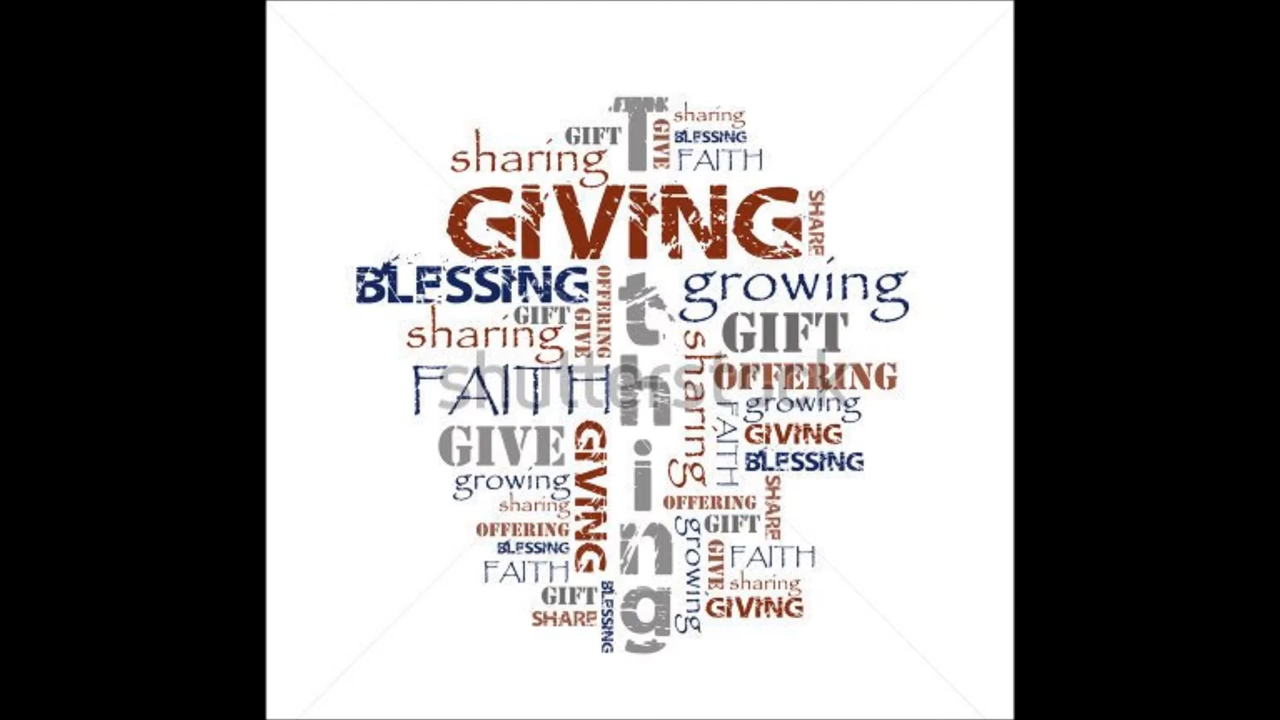 sharing
GIFT
GIVE
BLESSING
sharing
FAITH
Tithing
GIVING
SHARE
BLESSING
OFFERING
growing
GIFT
GIVE
GIFT
sharing
sharing
FAITH
OFFERING
shutterstock
growing
FAITH
GIVE
GIVING
GIVING
BLESSING
growing
SHARE
sharing
OFFERING
OFFERING
growing
GIFT
BLESSING
GIVE
FAITH
FAITH
sharing
GIFT
BLESSING
GIVING
SHARE